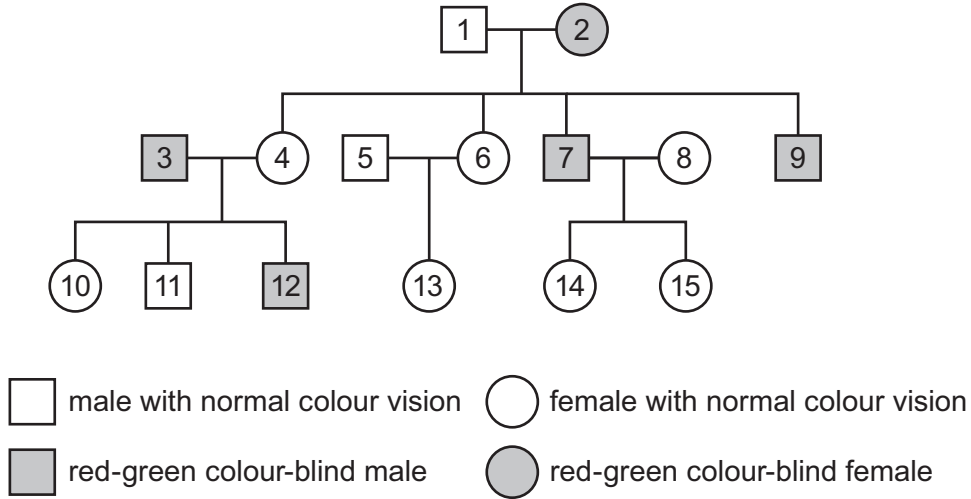 1 2
3 4 5 6 7 8 9
10 11 12 13 14 15
male with normal colour vision female with normal colour vision
red-green colour-blind male red-green colour-blind female